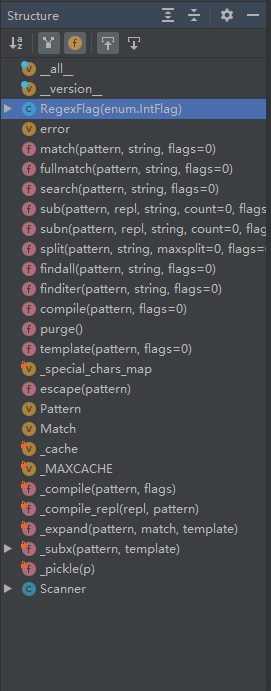 Structure
__all__
__version__
RegexFlag(enum.IntFlag)
error
match(pattern, string, flags=0)
fullmatch(pattern, string, flags=0)
search(pattern, string, flags=0)
sub(pattern, repl, string, count=0, flags
subn(pattern, repl, string, count=0, flag
split(pattern, string, maxsplit=0, flags=
findall(pattern, string, flags=0)
finditer(pattern, string, flags=0)
compile(pattern, flags=0)
purge()
template(pattern, flags=0)
_special_chars_map
escape(pattern)
Pattern
Match
_cache
_MAXCACHE
_compile(pattern, flags)
_compile_repl(repl, pattern)
_expand(pattern, match, template)
_subx(pattern, template)
_pickle(p)
Scanner